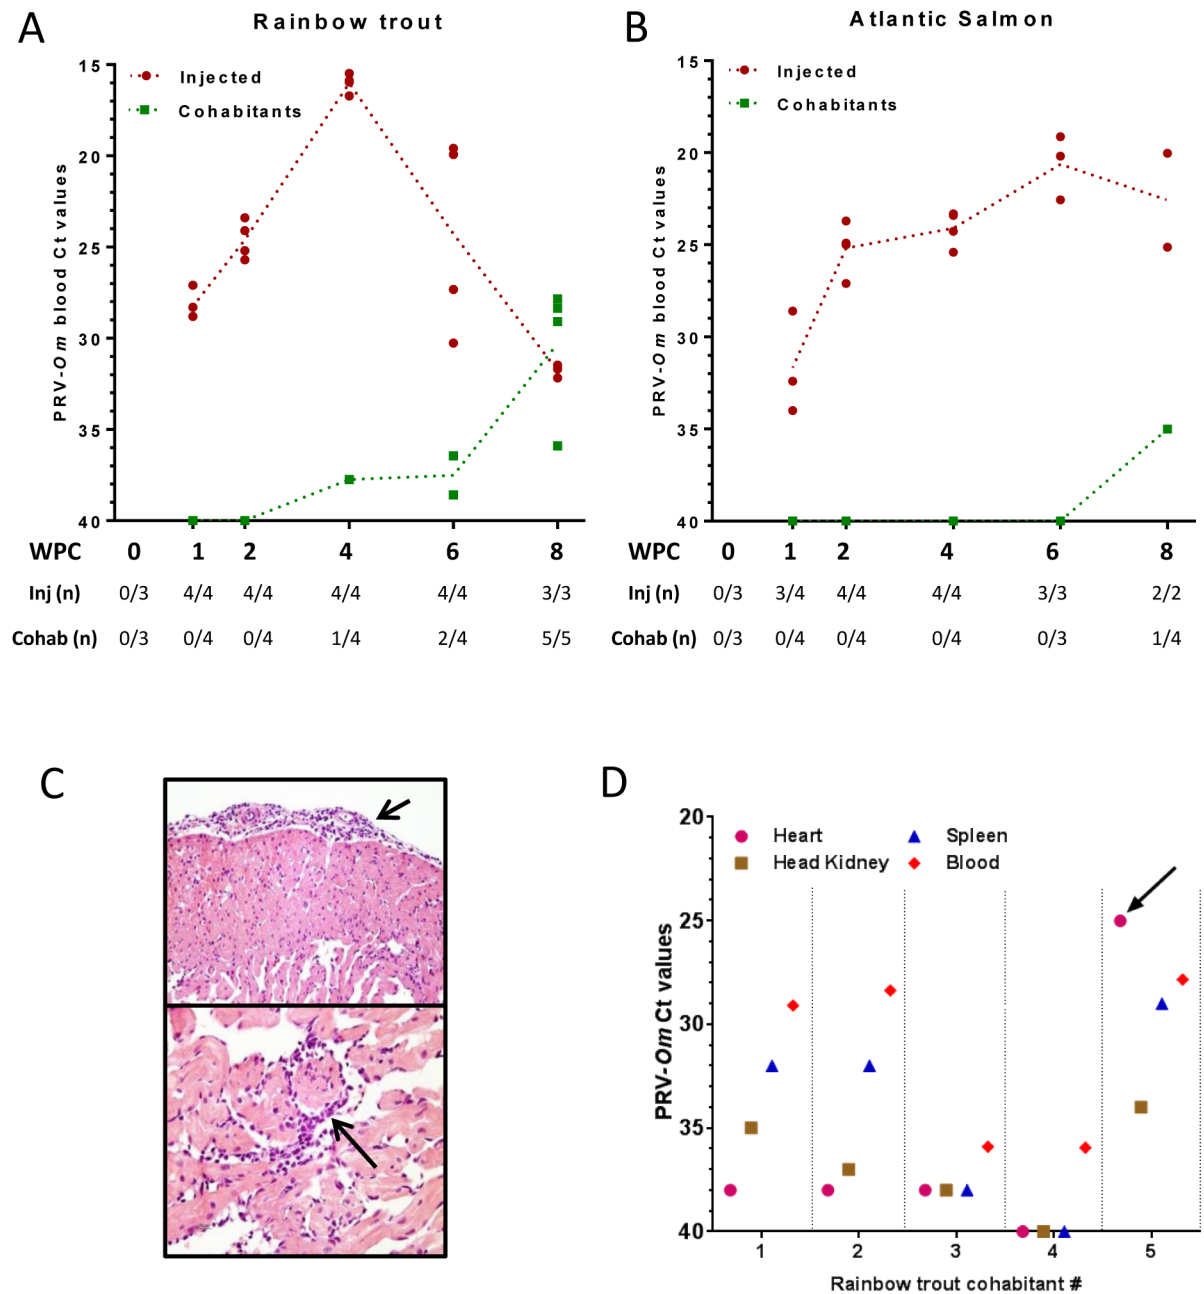 A
Rainbow trout
15
20
25
30
35
40
PRV-Om blood Ct values
Injected
Cohabitants
WPC 0 1 2 4 6 8
Inj (n) 0/3 4/4 4/4 4/4 4/4 3/3
Cohab (n) 0/3 0/4 0/4 1/4 2/4 5/5
B
Atlantic Salmon
15
20
25
30
35
40
PRV-Om blood Ct values
Injected
Cohabitants
WPC 0 1 2 4 6 8
Inj (n) 0/3 3/4 4/4 4/4 3/3 2/2
Cohab (n) 0/3 0/4 0/4 0/4 0/3 1/4
C
D
20
25
30
35
40
PRV-Om Ct values
Heart
Spleen
Head Kidney
Blood
1 2 3 4 5
Rainbow trout cohabitant #